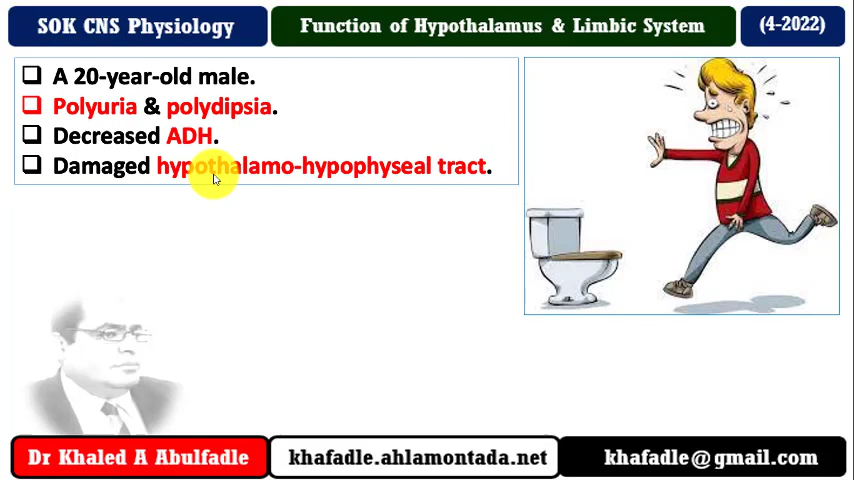 SOK CNS Physiology
Function of Hypothalamus & Limbic System
(4-2022)
❑ A 20-year-old male.
❑ Polyuria & polydipsia.
❑ Decreased ADH.
❑ Damaged hypothalamo-hypophyseal tract.
Dr Khaled A Abulfadle
khafadle.ahlamontada.net
khafadle@gmail.com